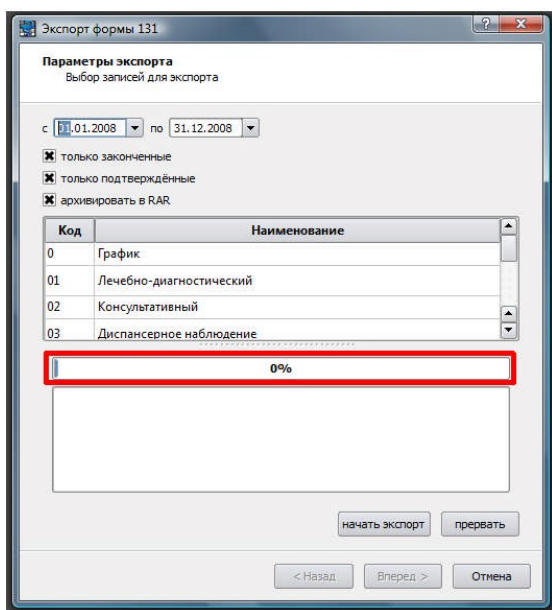 Экспорт формы 131
Параметры экспорта
Выбор записей для экспорта
с 01.01.2008 по 31.12.2008
только законченные
только подтверждённые
архивировать в RAR
Код Наименование
0 График
01 Лечебно-диагностический
02 Консультативный
03 Диспансерное наблюдение
0%
начать экспорт прервать
< Назад Вперед > Отмена